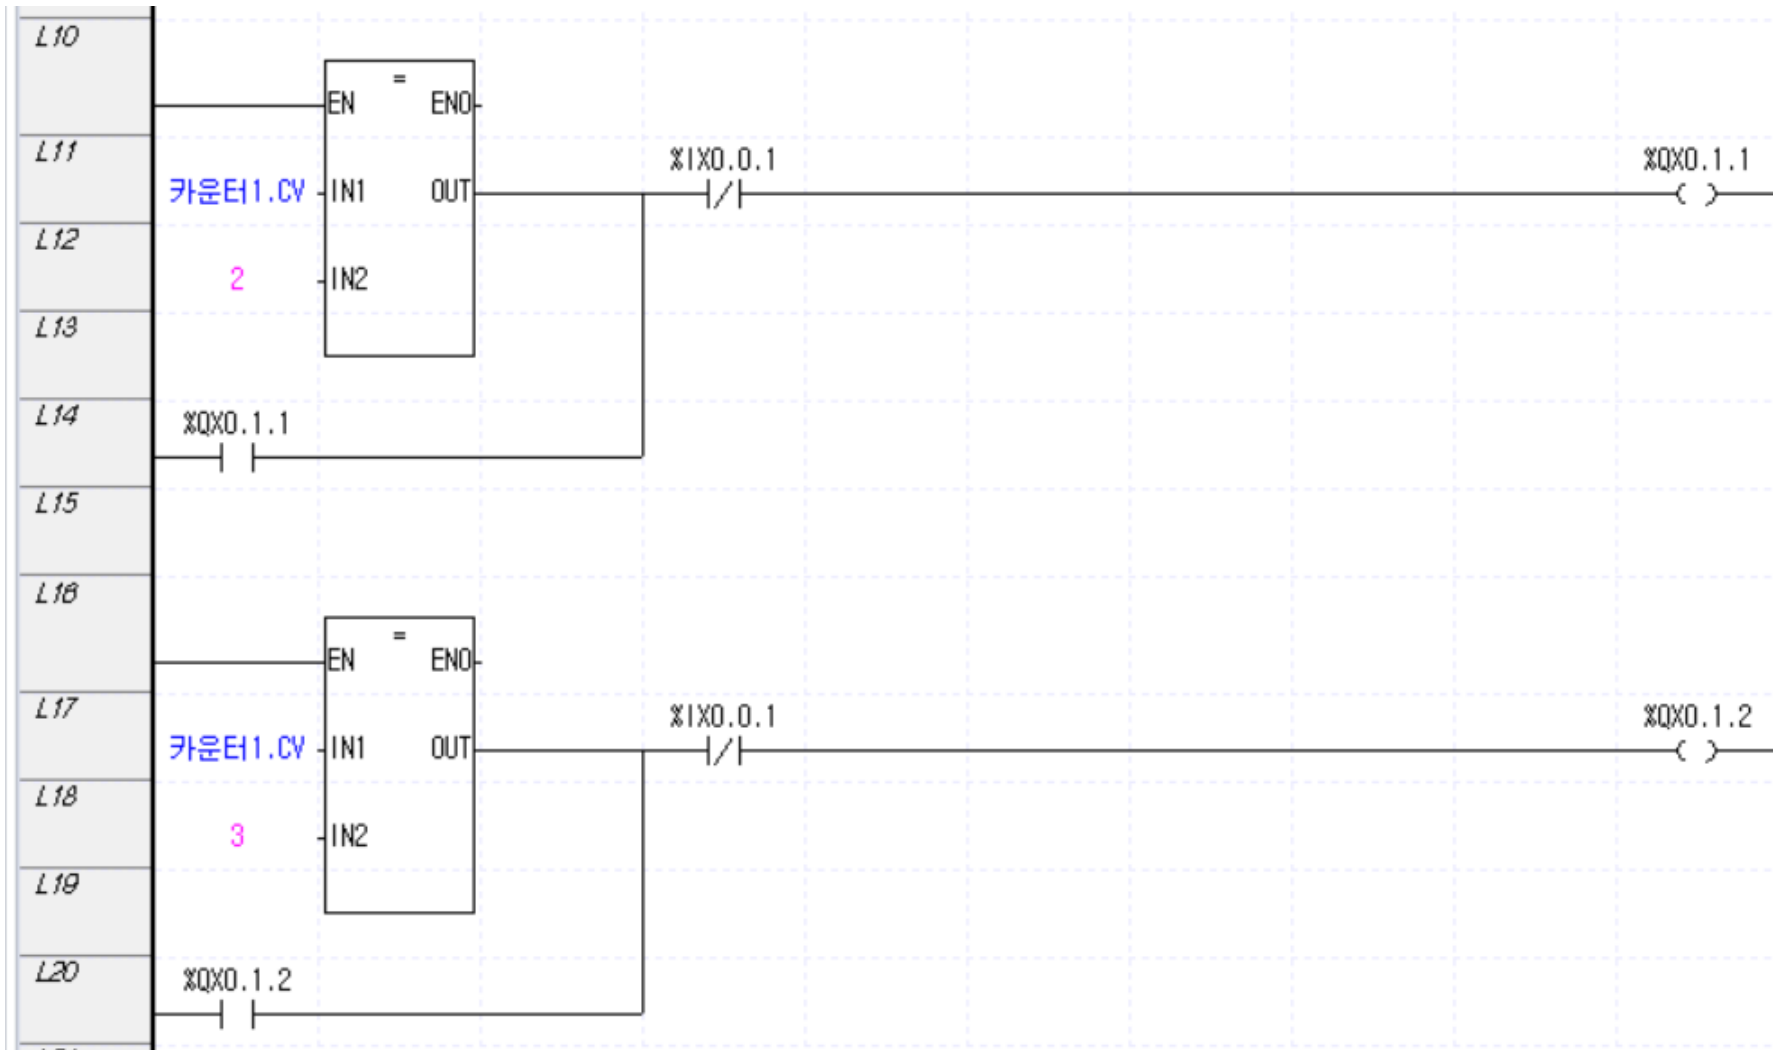 L10
=
EN ENO
L11
%IX0.0.1 %QX0.1.1
카운터1.CV IN1 OUT
L12
2 IN2
L13
L14
%QX0.1.1
L15
L16
=
EN ENO
L17
%IX0.0.1 %QX0.1.2
카운터1.CV IN1 OUT
L18
3 IN2
L19
L20
%QX0.1.2